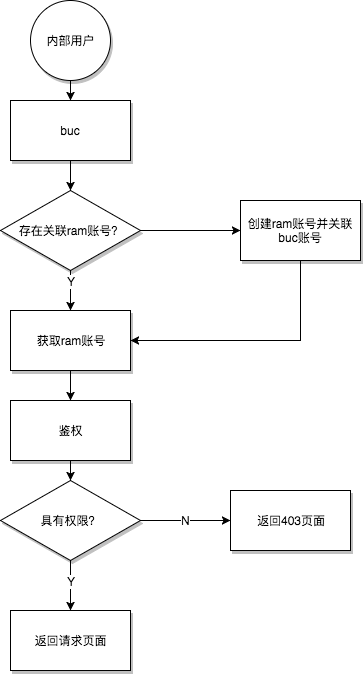 内部用户
buc
存在关联ram账号?
创建ram账号并关联
buc账号
Y
获取ram账号
鉴权
具有权限?
N
返回403页面
Y
返回请求页面